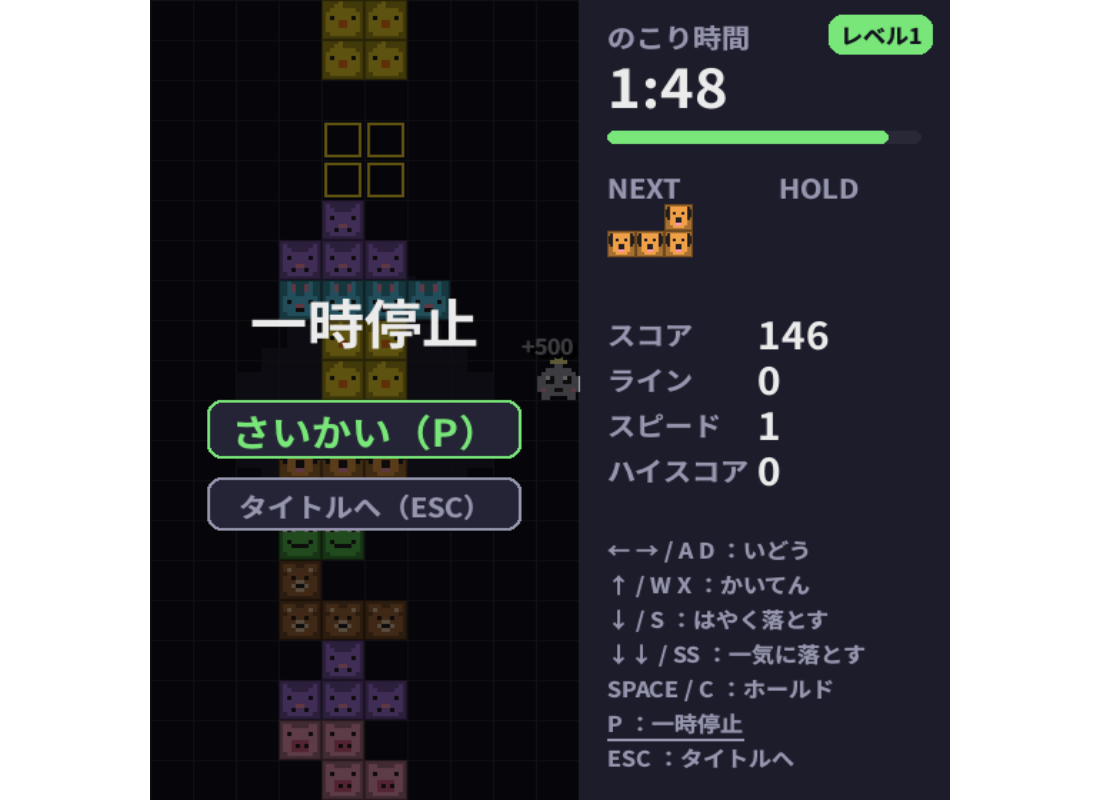 一時停止
+500
さいかい（P）
タイトルへ（ESC）
のこり時間
レベル1
1:48
NEXT
HOLD
スコア 146
ライン 0
スピード 1
ハイスコア 0
←→ / A D ：いどう
↑ / W X ：かいてん
↓ / S ：はやく落とす
↓↓ / SS ：一気に落とす
SPACE / C ：ホールド
P ：一時停止
ESC ：タイトルへ